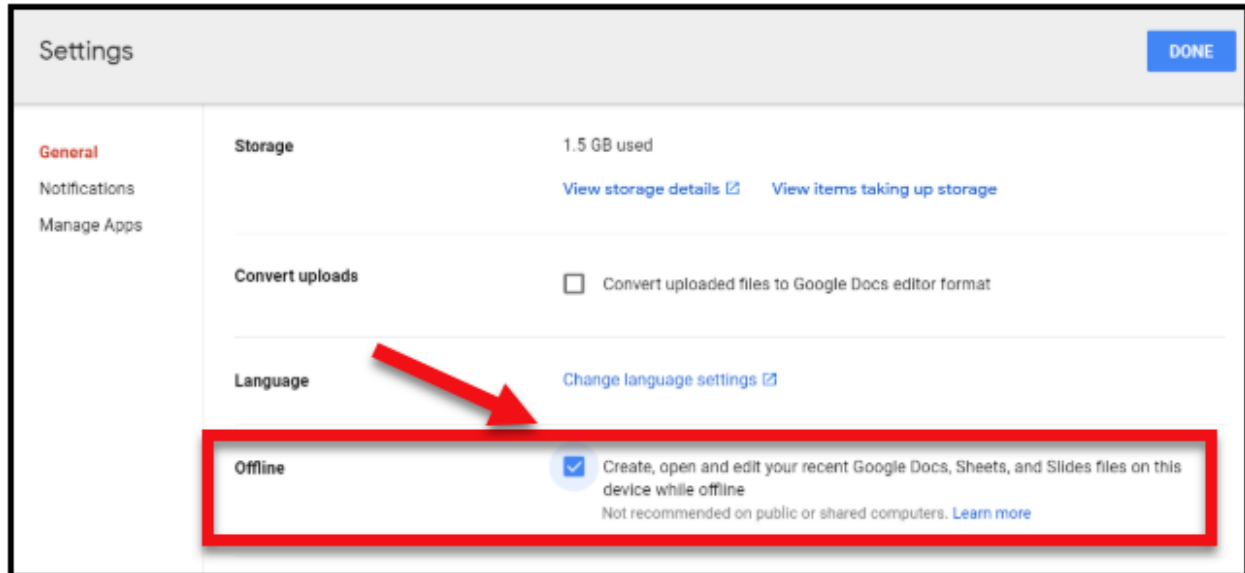 Settings
DONE
General
Notifications
Manage Apps
Storage
1.5 GB used
View storage details
View items taking up storage
Convert uploads
Convert uploaded files to Google Docs editor format
Language
Change language settings
Offline
Create, open and edit your recent Google Docs, Sheets, and Slides files on this
device while offline
Not recommended on public or shared computers. Learn more